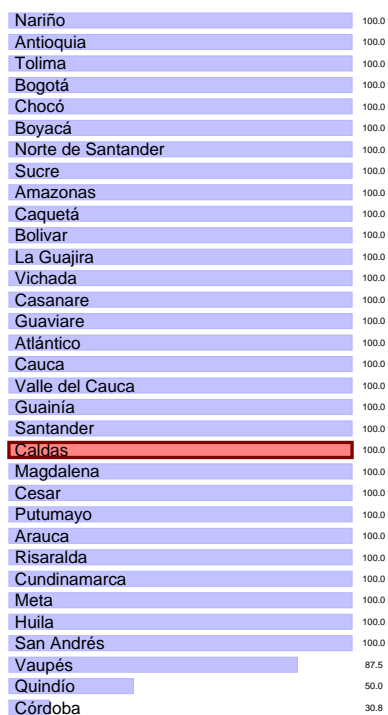 Nariño 100.0
Antioquia 100.0
Tolima 100.0
Bogotá 100.0
Chocó 100.0
Boyacá 100.0
Norte de Santander 100.0
Sucre 100.0
Amazonas 100.0
Caquetá 100.0
Bolivar 100.0
La Guajira 100.0
Vichada 100.0
Casanare 100.0
Guaviare 100.0
Atlántico 100.0
Cauca 100.0
Valle del Cauca 100.0
Guainía 100.0
Santander 100.0
Caldas 100.0
Magdalena 100.0
Cesar 100.0
Putumayo 100.0
Arauca 100.0
Risaralda 100.0
Cundinamarca 100.0
Meta 100.0
Huila 100.0
San Andrés 100.0
Vaupés 87.5
Quindío 50.0
Córdoba 30.8